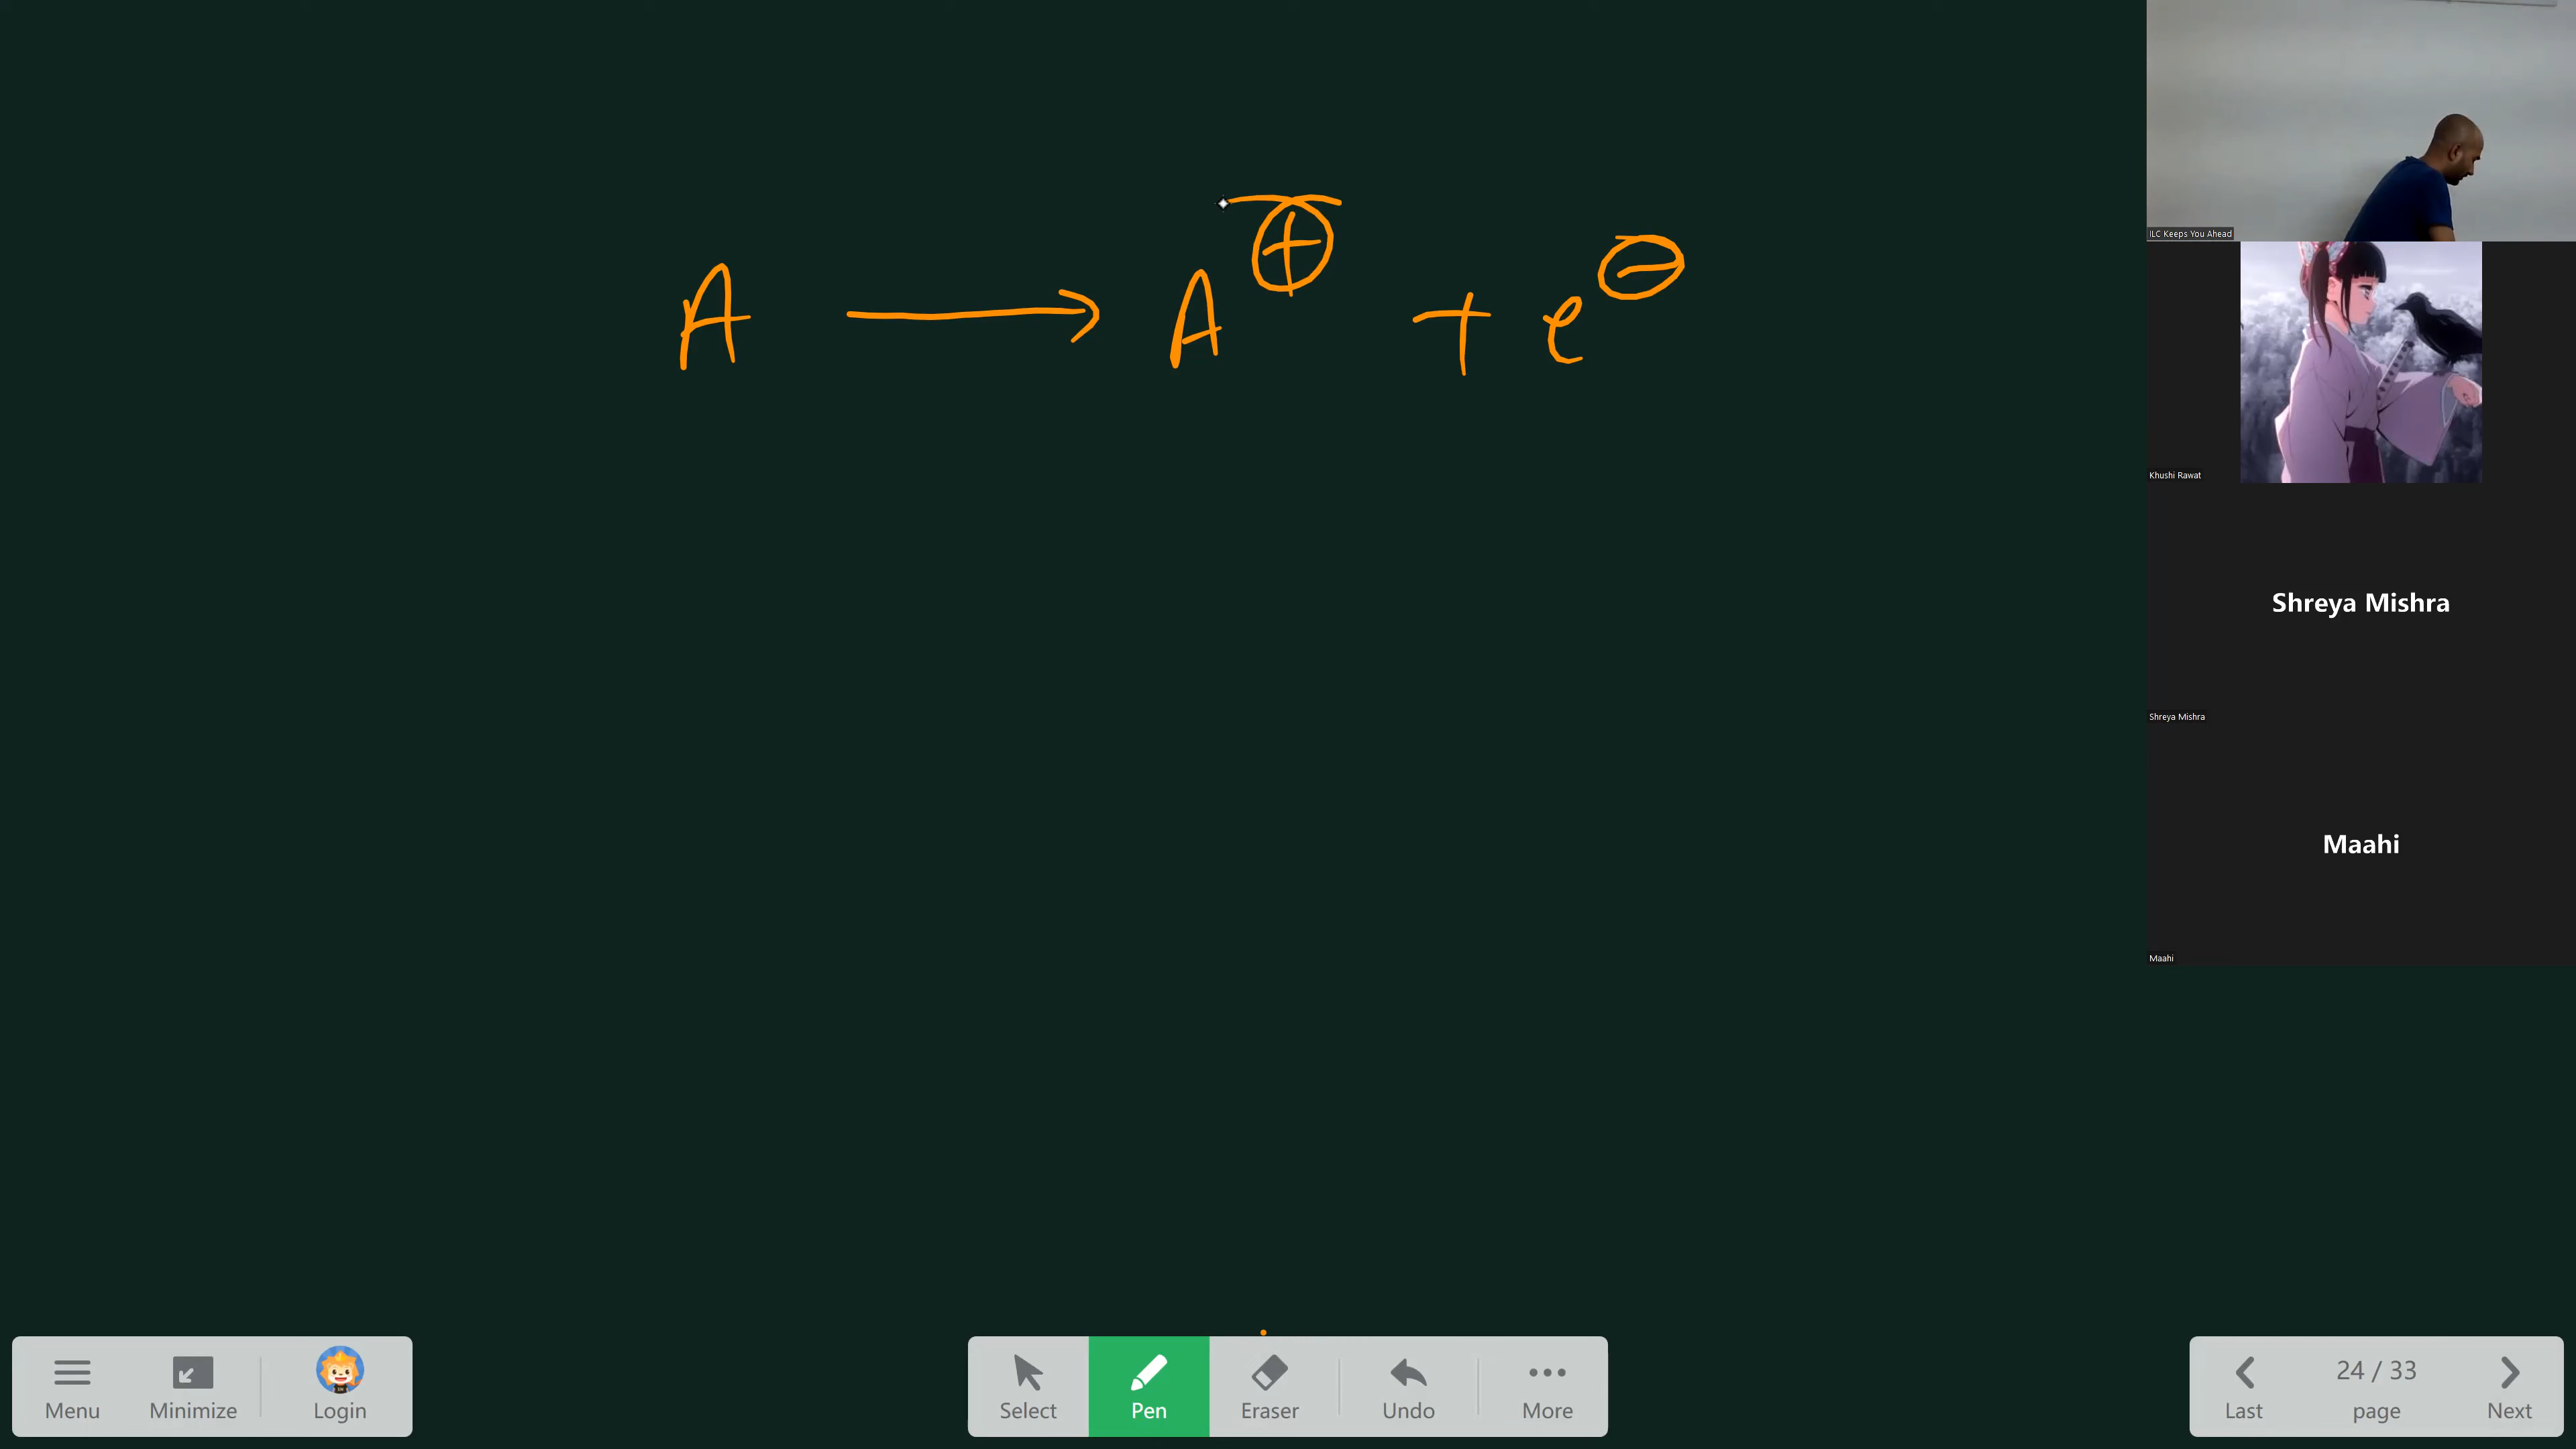 A ⟶ A⊕ + e⊖
ILC Keeps You Ahead
Khushi Rawat
Shreya Mishra
Shreya Mishra
Maahi
Maahi
Menu Minimize Login
Select Pen Eraser Undo More
24 / 33
Last page Next